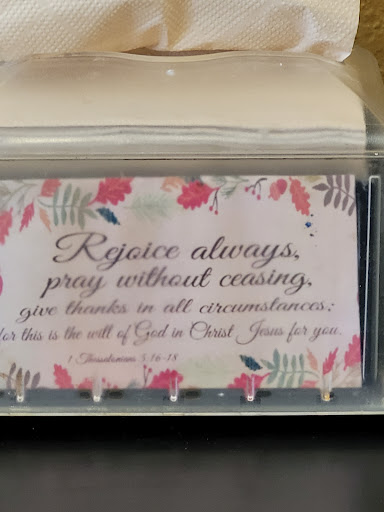 Rejoice always,
pray without ceasing,
give thanks in all circumstances;
for this is the will of God in Christ Jesus for you.
1 Thessalonians 5:16-18